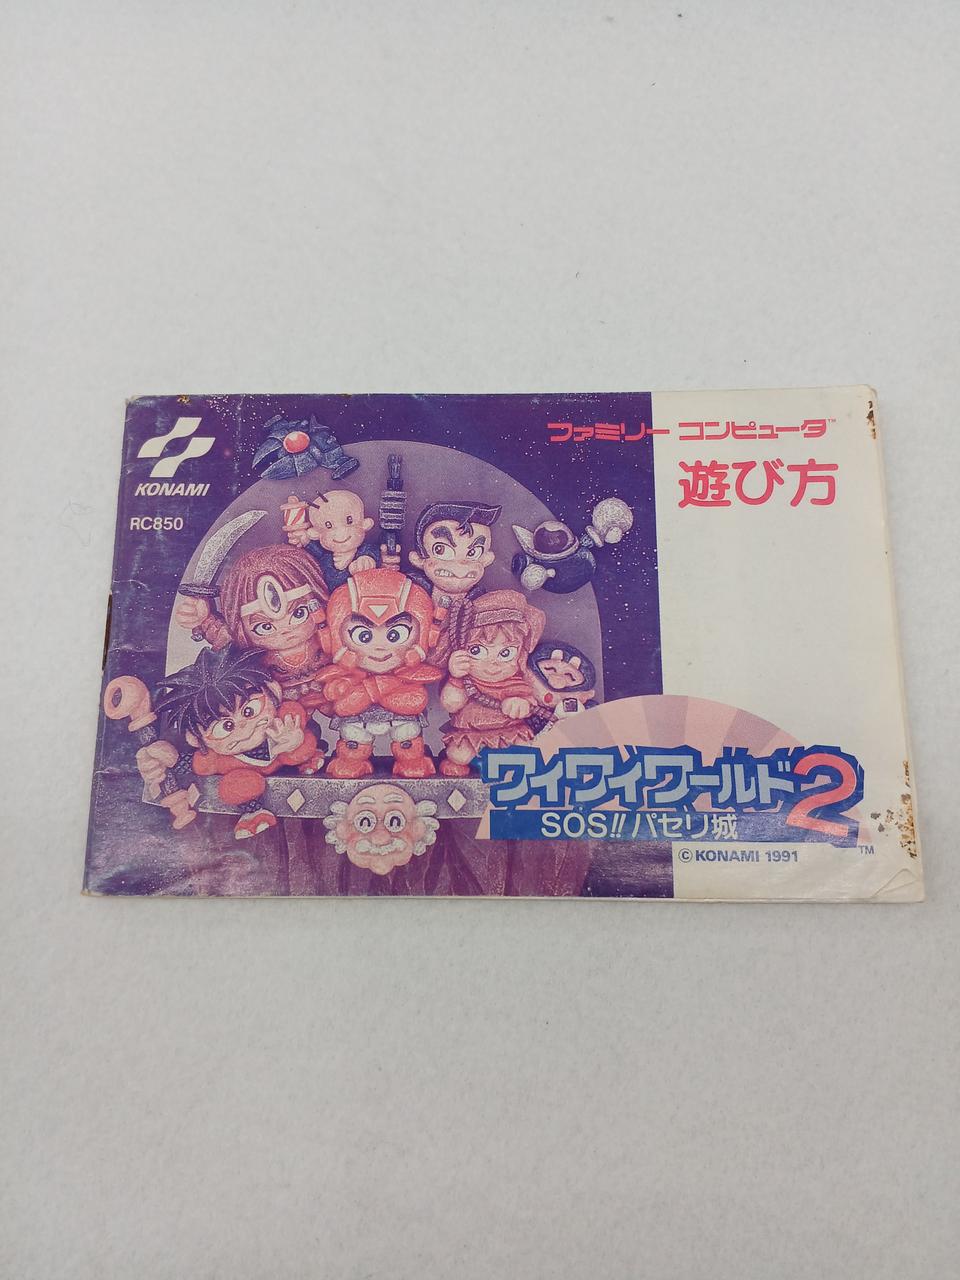 KONAMI
RC850
ファミリー コンピュータ™
遊び方
ワイワイワールド2
SOS!! パセリ城
™
© KONAMI 1991